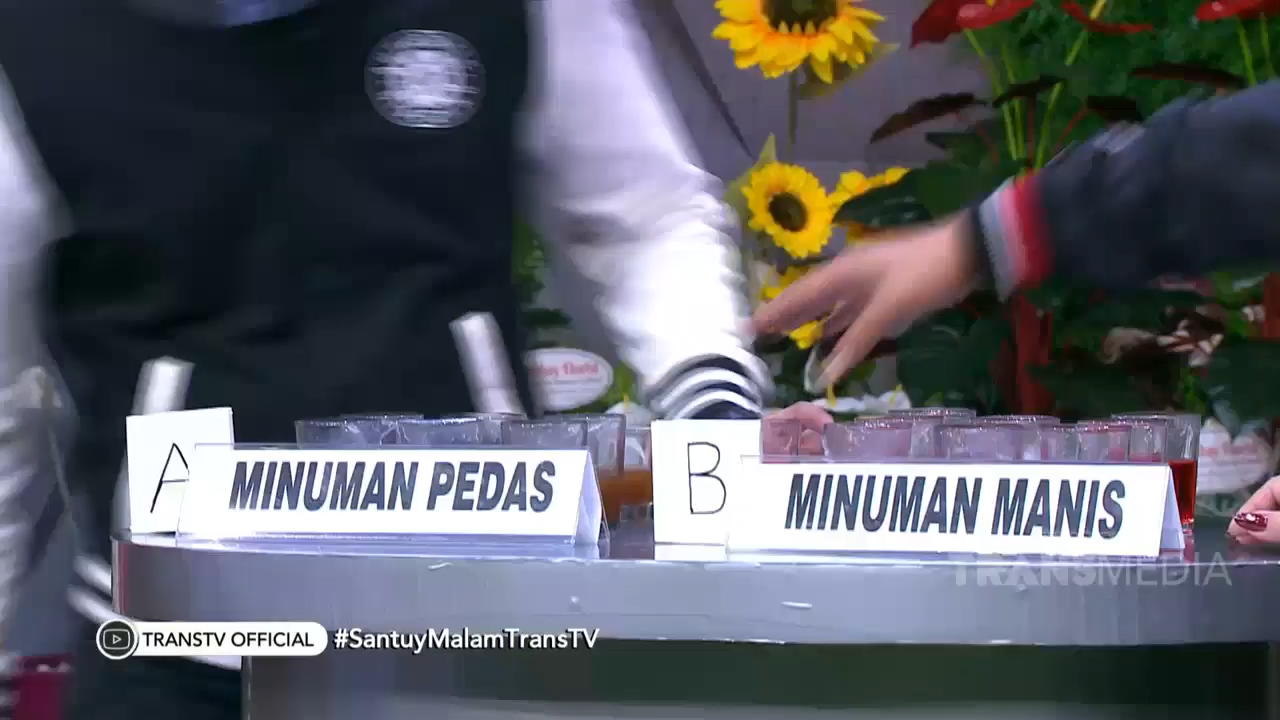 A
MINUMAN PEDAS
B
MINUMAN MANIS
TRANSMEDIA
TRANSTV OFFICIAL #SantuyMalamTransTV